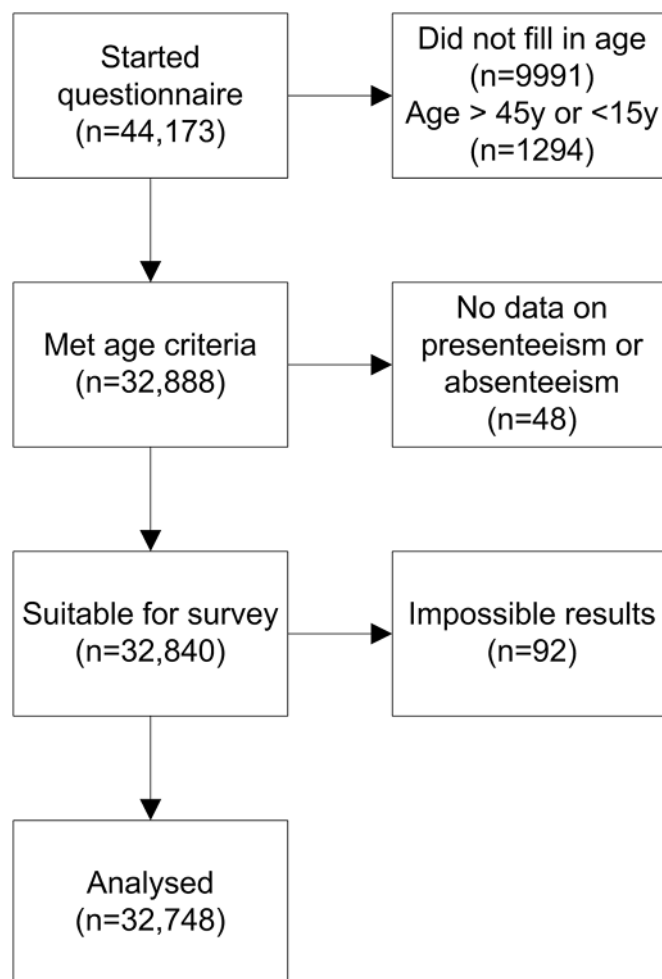 Started
questionnaire
(n=44,173)
Did not fill in age
(n=9991)
Age > 45y or <15y
(n=1294)
Met age criteria
(n=32,888)
No data on
presenteeism or
absenteeism
(n=48)
Suitable for survey
(n=32,840)
Impossible results
(n=92)
Analysed
(n=32,748)